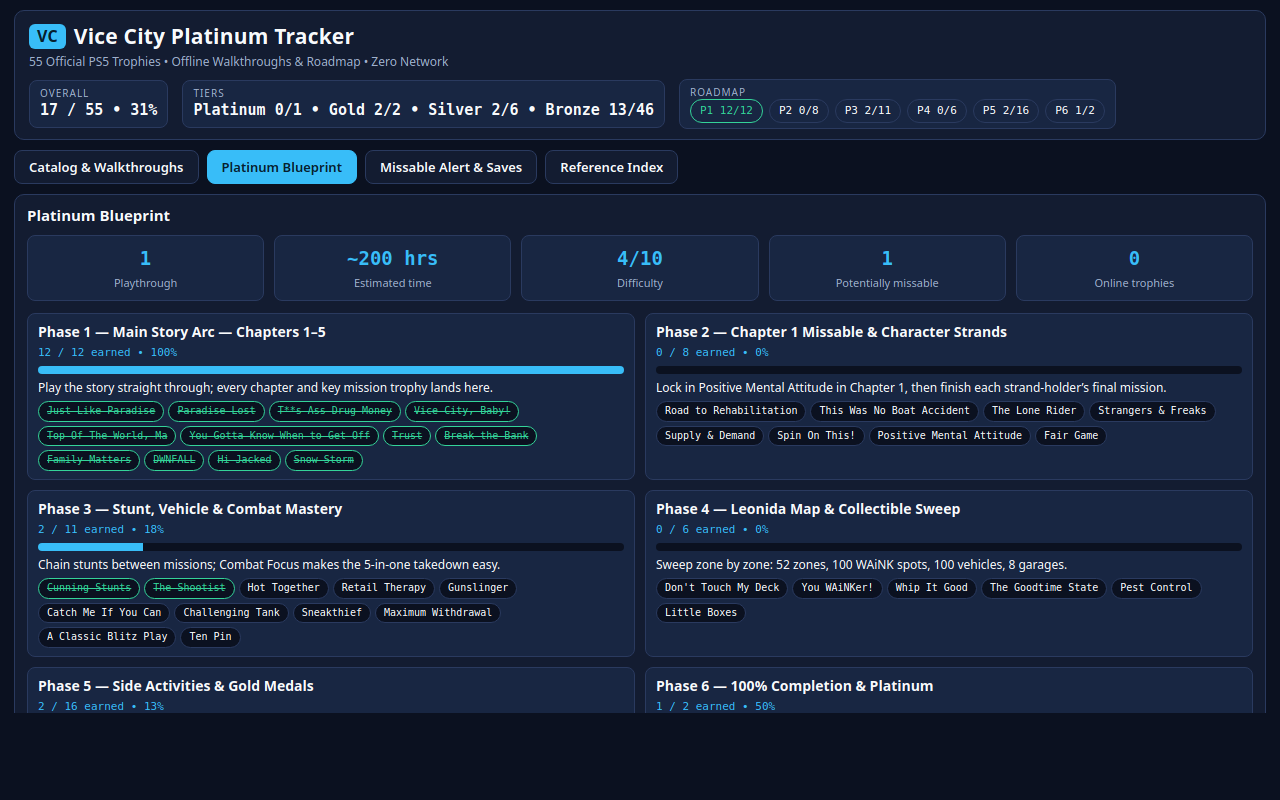 VC Vice City Platinum Tracker
55 Official PS5 Trophies • Offline Walkthroughs & Roadmap • Zero Network
OVERALL
17 / 55 • 31%
TIERS
Platinum 0/1 • Gold 2/2 • Silver 2/6 • Bronze 13/46
ROADMAP
P1 12/12 P2 0/8 P3 2/11 P4 0/6 P5 2/16 P6 1/2
Catalog & Walkthroughs Platinum Blueprint Missable Alert & Saves Reference Index
Platinum Blueprint
1
Playthrough
~200 hrs
Estimated time
4/10
Difficulty
1
Potentially missable
0
Online trophies
Phase 1 — Main Story Arc — Chapters 1–5
12 / 12 earned • 100%
Play the story straight through; every chapter and key mission trophy lands here.
Just Like Paradise Paradise Lost T**s Ass Drug Money Vice City, Baby!
Top Of The World, Ma You Gotta Know When to Get Off Trust Break the Bank
Family Matters DWNFALL Hi Jacked Snow Storm
Phase 2 — Chapter 1 Missable & Character Strands
0 / 8 earned • 0%
Lock in Positive Mental Attitude in Chapter 1, then finish each strand-holder’s final mission.
Road to Rehabilitation This Was No Boat Accident The Lone Rider Strangers & Freaks
Supply & Demand Spin On This! Positive Mental Attitude Fair Game
Phase 3 — Stunt, Vehicle & Combat Mastery
2 / 11 earned • 18%
Chain stunts between missions; Combat Focus makes the 5-in-one takedown easy.
Cunning Stunts The Shootist Hot Together Retail Therapy Gunslinger
Catch Me If You Can Challenging Tank Sneakthief Maximum Withdrawal
A Classic Blitz Play Ten Pin
Phase 4 — Leonida Map & Collectible Sweep
0 / 6 earned • 0%
Sweep zone by zone: 52 zones, 100 WAiNK spots, 100 vehicles, 8 garages.
Don't Touch My Deck You WAiNKer! Whip It Good The Goodtime State Pest Control
Little Boxes
Phase 5 — Side Activities & Gold Medals
2 / 16 earned • 13%
Phase 6 — 100% Completion & Platinum
1 / 2 earned • 50%